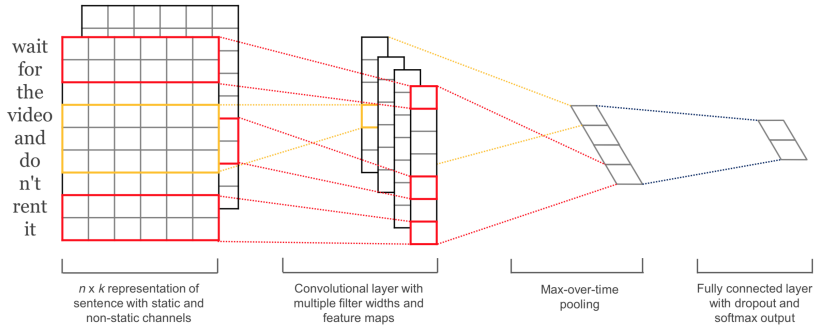 wait
for
the
video
and
do
n't
rent
it
n x k representation of
sentence with static and
non-static channels
Convolutional layer with
multiple filter widths and
feature maps
Max-over-time
pooling
Fully connected layer
with dropout and
softmax output